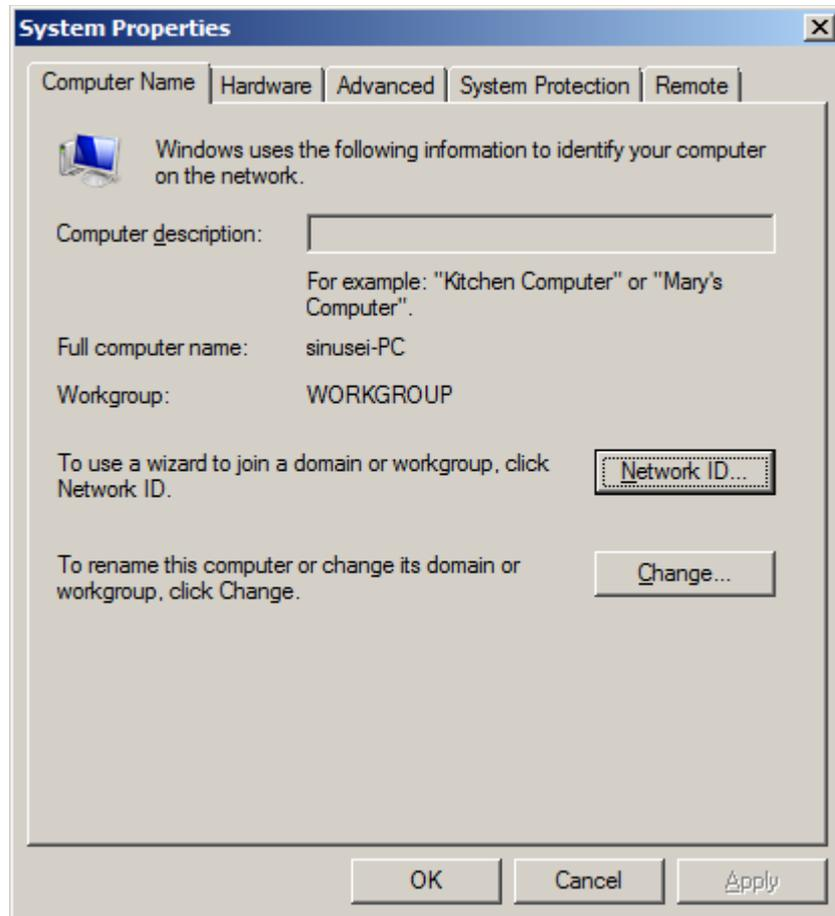 System Properties
Computer Name Hardware Advanced System Protection Remote
Windows uses the following information to identify your computer
on the network.
Computer description:
For example: "Kitchen Computer" or "Mary's
Computer".
Full computer name: sinusei-PC
Workgroup: WORKGROUP
To use a wizard to join a domain or workgroup, click
Network ID.
Network ID...
To rename this computer or change its domain or
workgroup, click Change.
Change...
OK Cancel Apply